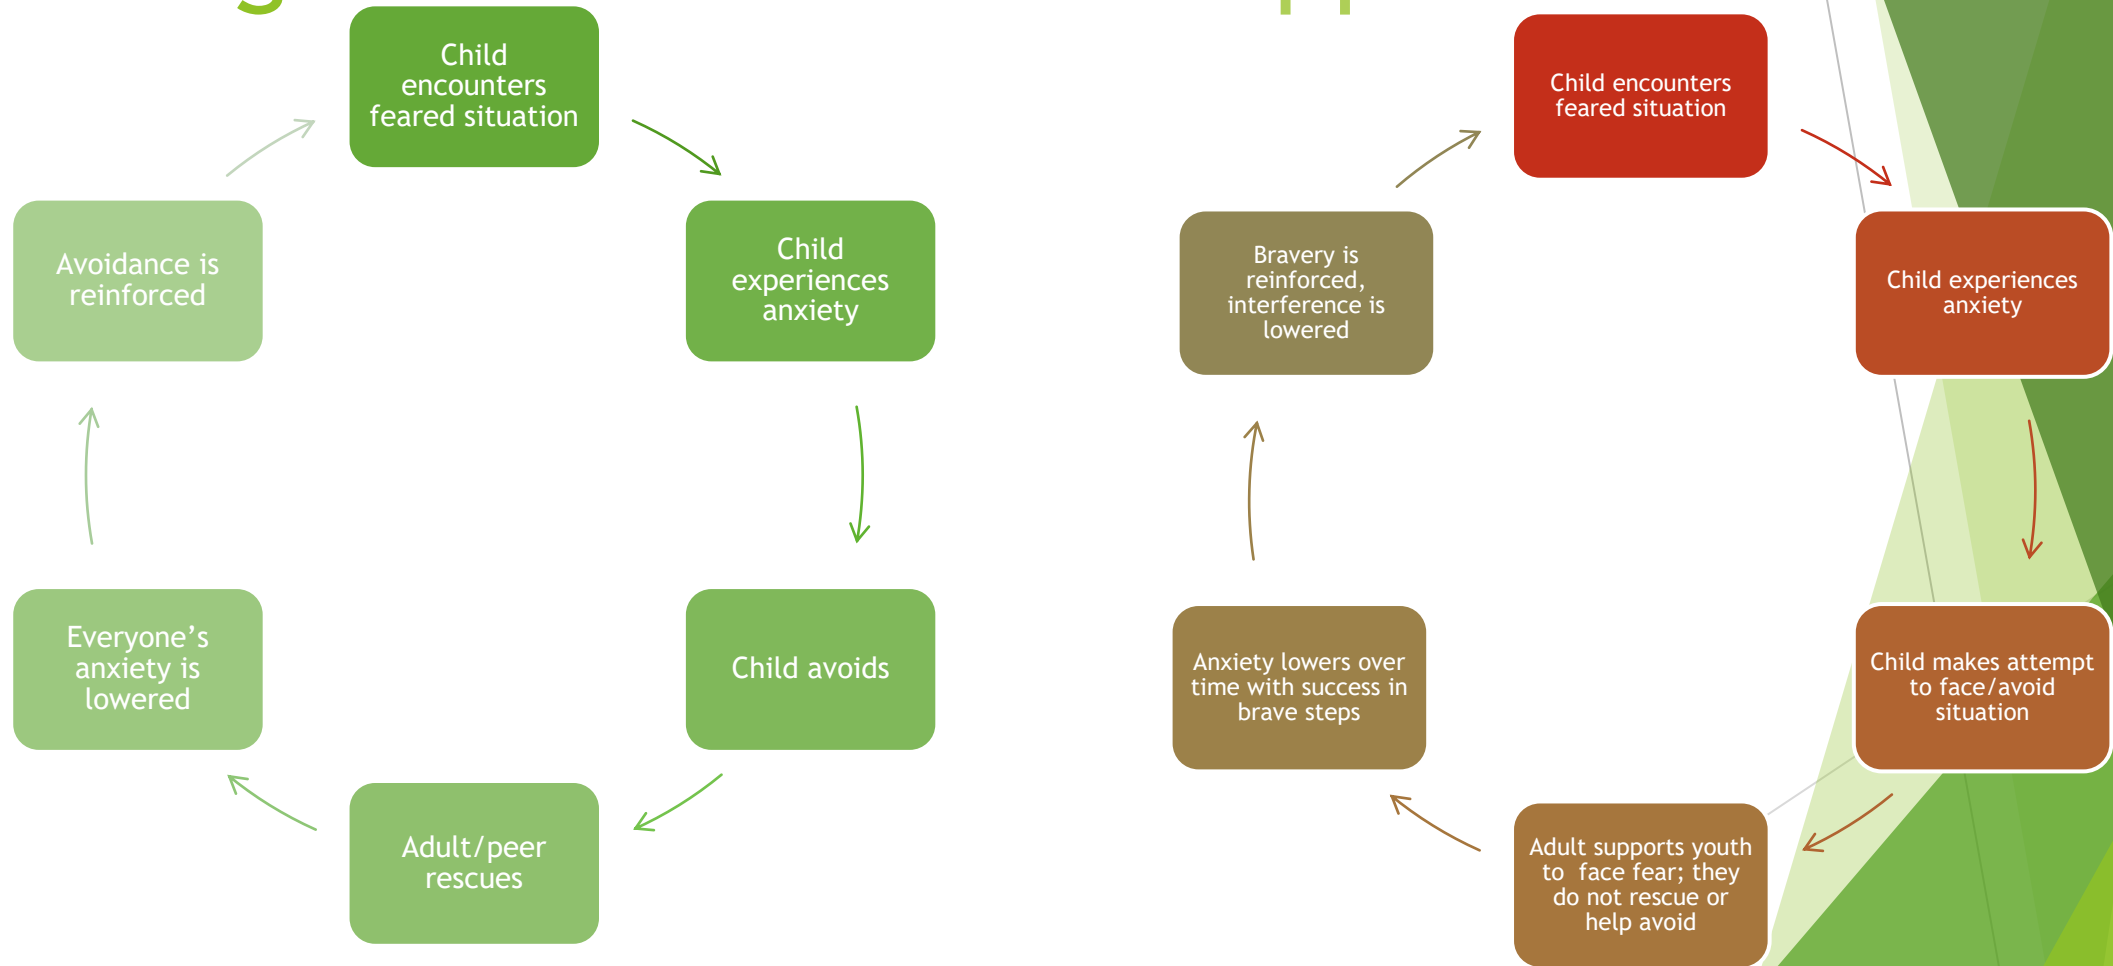 Child
encounters
feared situation
Child
experiences
anxiety
Child avoids
Adult/peer
rescues
Everyone’s
anxiety is
lowered
Avoidance is
reinforced
Child encounters
feared situation
Child experiences
anxiety
Child makes attempt
to face/avoid
situation
Adult supports youth
to face fear; they
do not rescue or
help avoid
Anxiety lowers over
time with success in
brave steps
Bravery is
reinforced,
interference is
lowered